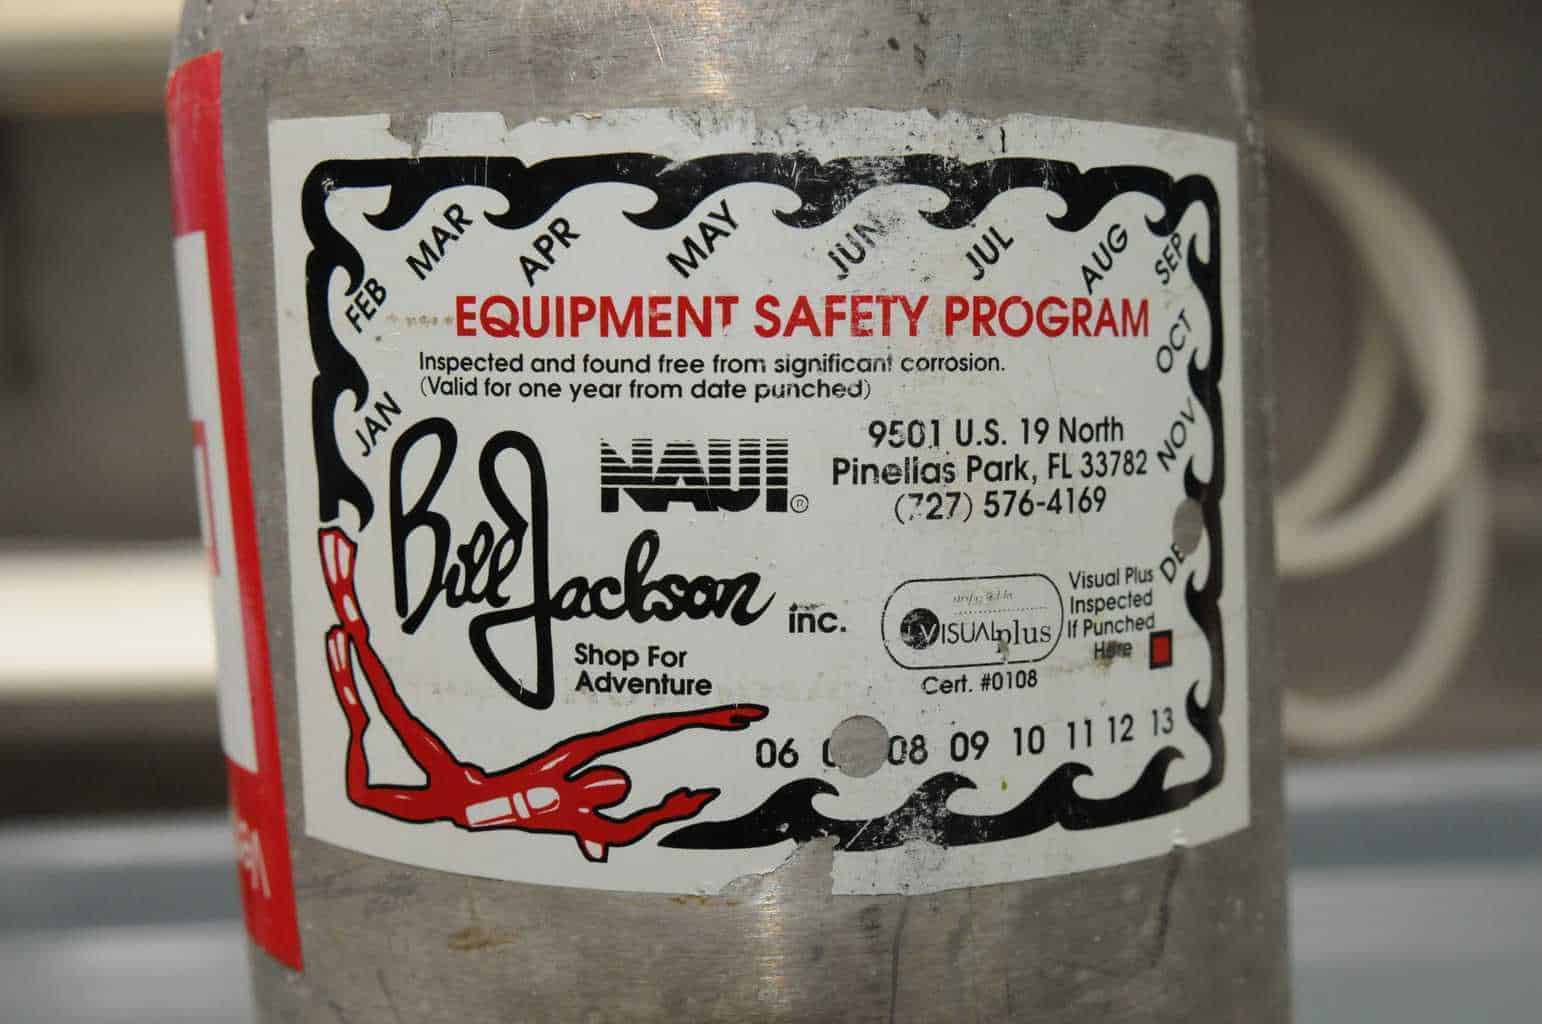 JAN FEB MAR APR MAY JUN JUL AUG SEP OCT NOV DE
EQUIPMENT SAFETY PROGRAM
Inspected and found free from significant corrosion.
(Valid for one year from date punched)
Bill Jackson inc.
Shop For
Adventure
NAUI®
9501 U.S. 19 North
Pinellas Park, FL 33782
(727) 576-4169
VISUALplus
Cert. #0108
Visual Plus
Inspected
If Punched
Here
06 08 09 10 11 12 13